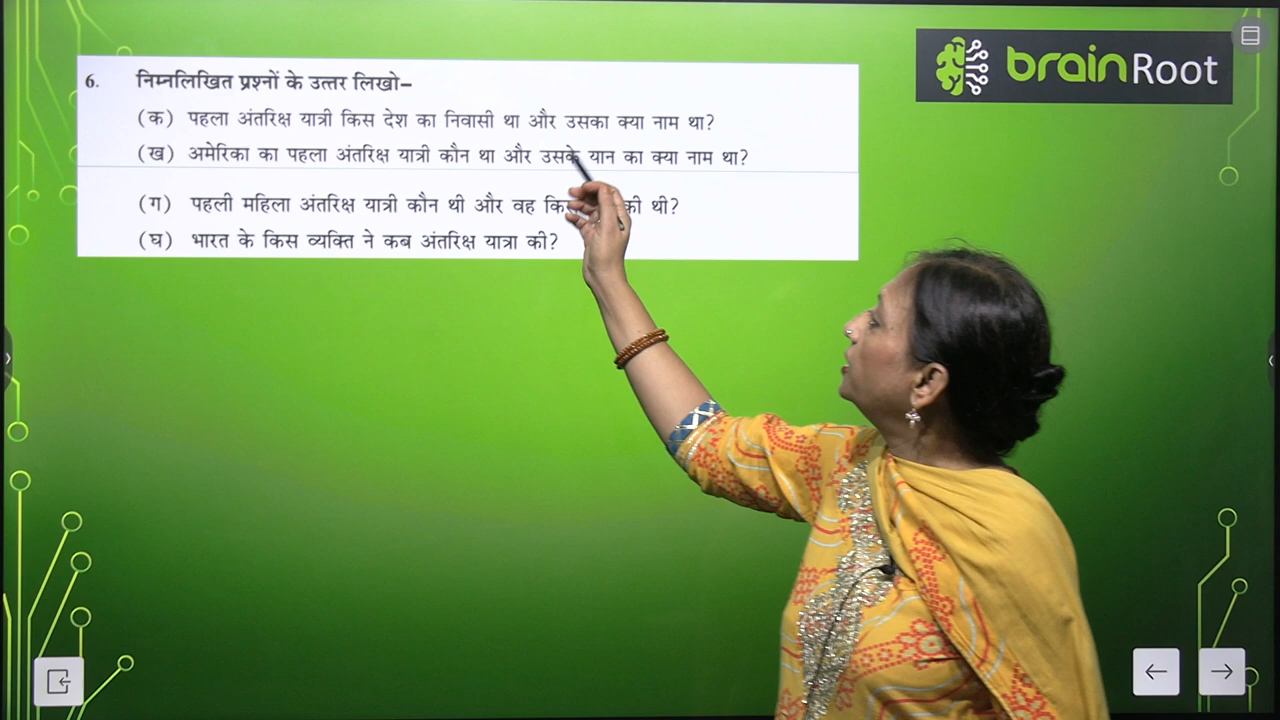 brainRoot
6. निम्नलिखित प्रश्नों के उत्तर लिखो–
(क) पहला अंतरिक्ष यात्री किस देश का निवासी था और उसका क्या नाम था?
(ख) अमेरिका का पहला अंतरिक्ष यात्री कौन था और उसके यान का क्या नाम था?
(ग) पहली महिला अंतरिक्ष यात्री कौन थी और वह की थी?
(घ) भारत के किस व्यक्ति ने कब अंतरिक्ष यात्रा की?